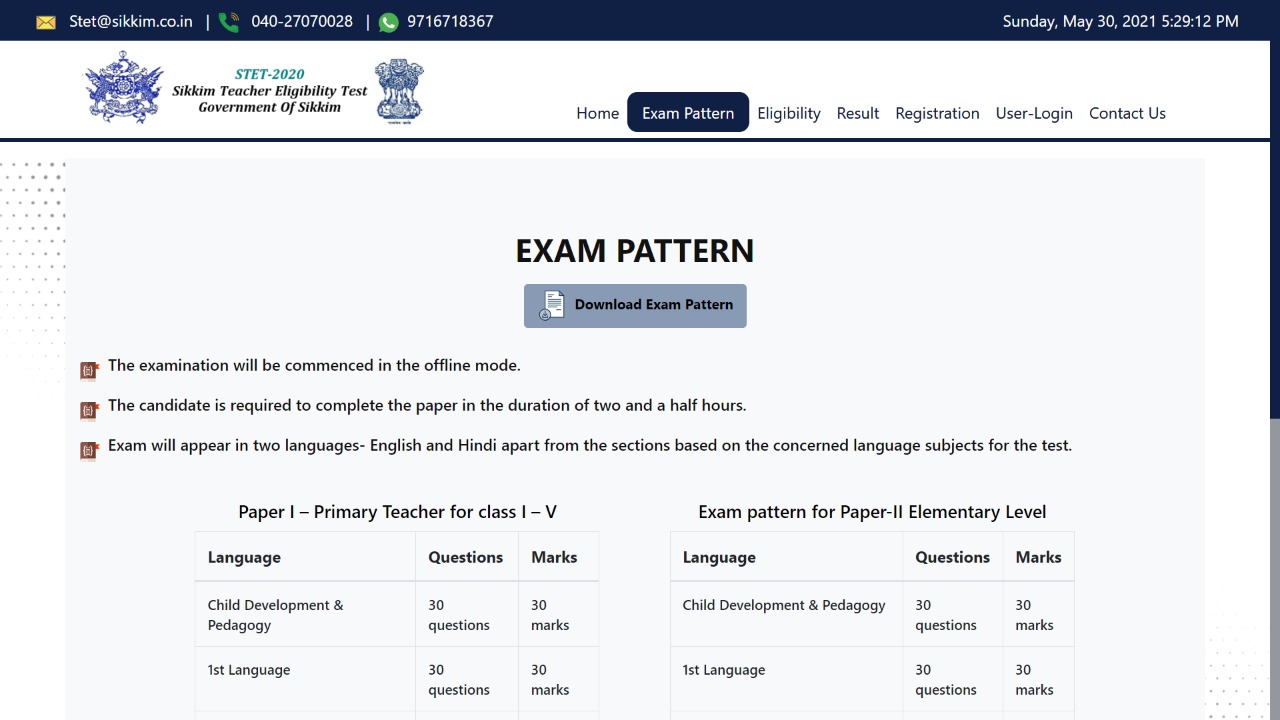 Stet@sikkim.co.in | 040-27070028 | 9716718367
Sunday, May 30, 2021 5:29:12 PM
STET-2020
Sikkim Teacher Eligibility Test
Government Of Sikkim
Home Exam Pattern Eligibility Result Registration User-Login Contact Us
EXAM PATTERN
Download Exam Pattern
The examination will be commenced in the offline mode.
The candidate is required to complete the paper in the duration of two and a half hours.
Exam will appear in two languages- English and Hindi apart from the sections based on the concerned language subjects for the test.
Paper I – Primary Teacher for class I – V
Language Questions Marks
Child Development & Pedagogy 30 questions 30 marks
1st Language 30 questions 30 marks
Exam pattern for Paper-II Elementary Level
Language Questions Marks
Child Development & Pedagogy 30 questions 30 marks
1st Language 30 questions 30 marks